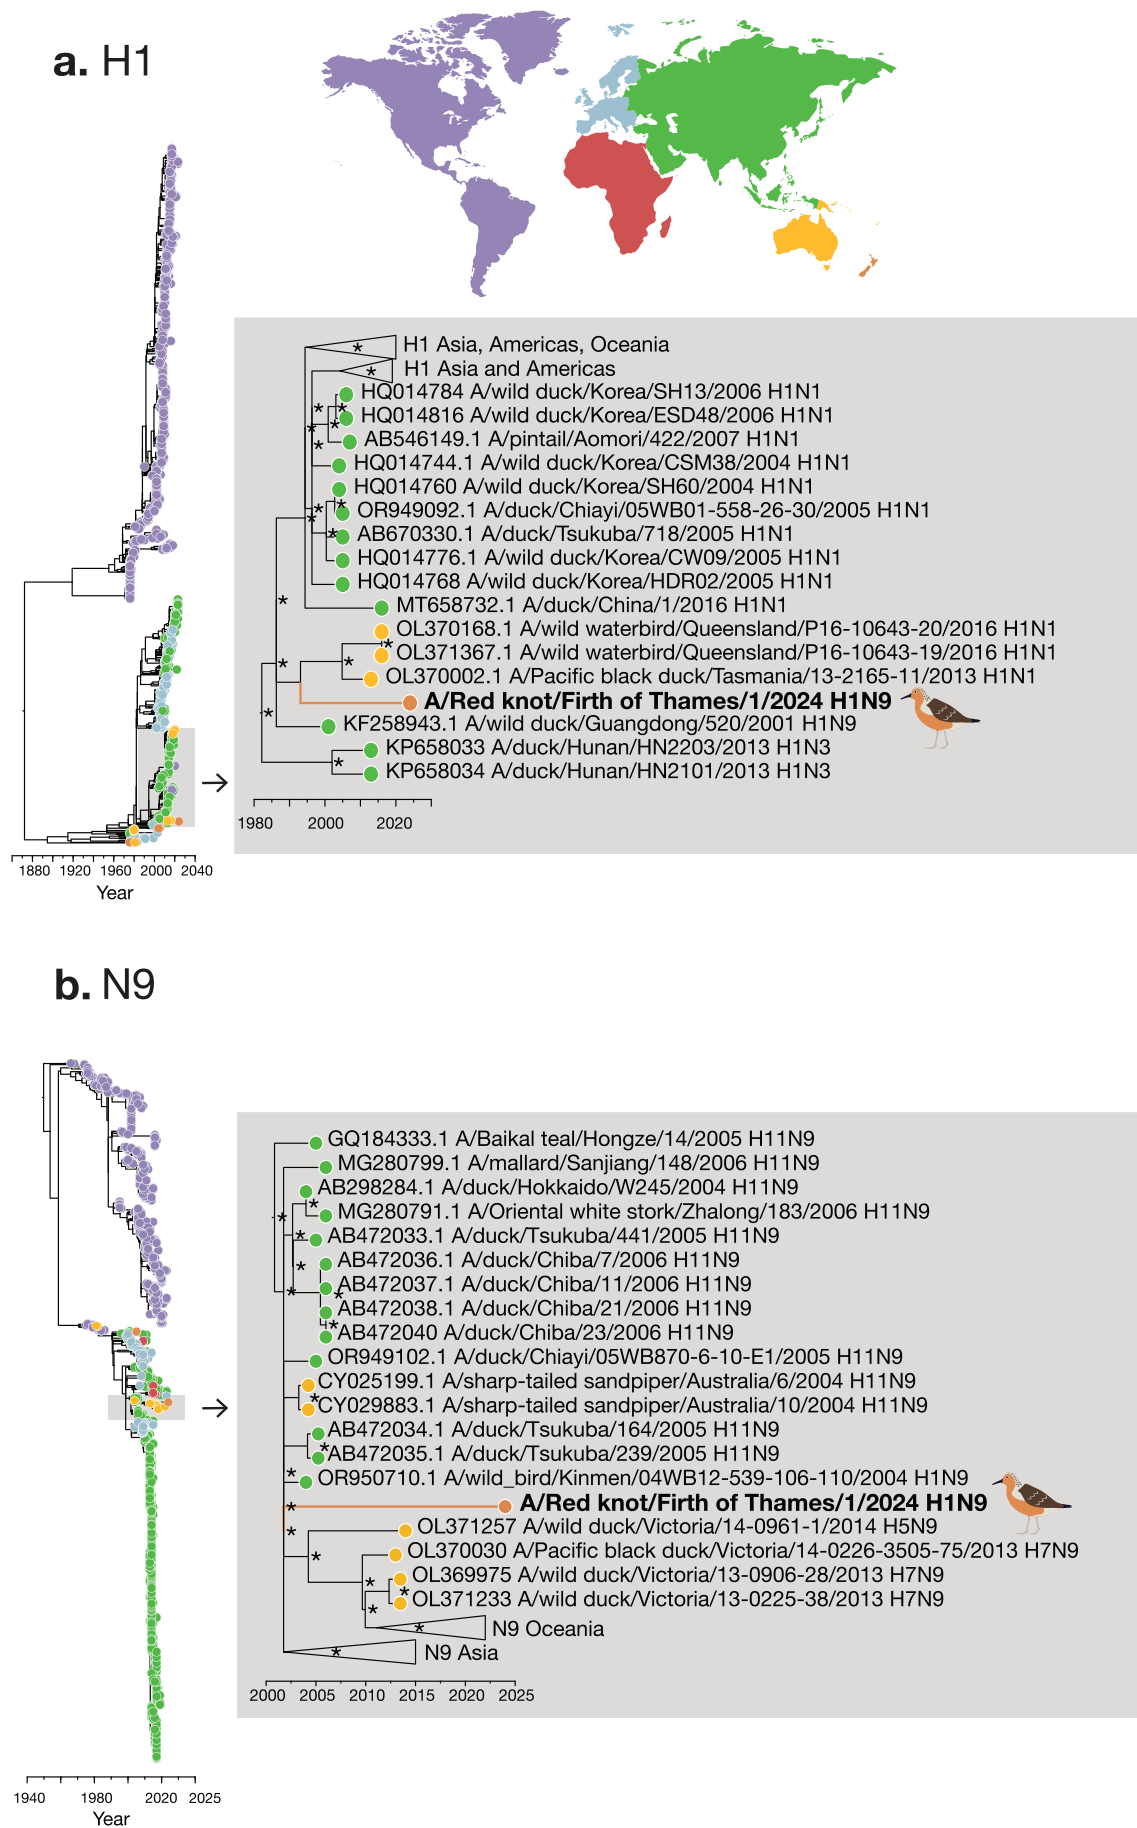 a. H1
H1 Asia, Americas, Oceania
H1 Asia and Americas
HQ014784 A/wild duck/Korea/SH13/2006 H1N1
HQ014816 A/wild duck/Korea/ESD48/2006 H1N1
AB546149.1 A/pintail/Aomori/422/2007 H1N1
HQ014744.1 A/wild duck/Korea/CSM38/2004 H1N1
HQ014760 A/wild duck/Korea/SH60/2004 H1N1
OR949092.1 A/duck/Chiayi/05WB01-558-26-30/2005 H1N1
AB670330.1 A/duck/Tsukuba/718/2005 H1N1
HQ014776.1 A/wild duck/Korea/CW09/2005 H1N1
HQ014768 A/wild duck/Korea/HDR02/2005 H1N1
MT658732.1 A/duck/China/1/2016 H1N1
OL370168.1 A/wild waterbird/Queensland/P16-10643-20/2016 H1N1
OL371367.1 A/wild waterbird/Queensland/P16-10643-19/2016 H1N1
OL370002.1 A/Pacific black duck/Tasmania/13-2165-11/2013 H1N1
A/Red knot/Firth of Thames/1/2024 H1N9
KF258943.1 A/wild duck/Guangdong/520/2001 H1N9
KP658033 A/duck/Hunan/HN2203/2013 H1N3
KP658034 A/duck/Hunan/HN2101/2013 H1N3
1980 2000 2020
1880 1920 1960 2000 2040
Year
b. N9
GQ184333.1 A/Baikal teal/Hongze/14/2005 H11N9
MG280799.1 A/mallard/Sanjiang/148/2006 H11N9
AB298284.1 A/duck/Hokkaido/W245/2004 H11N9
MG280791.1 A/Oriental white stork/Zhalong/183/2006 H11N9
AB472033.1 A/duck/Tsukuba/441/2005 H11N9
AB472036.1 A/duck/Chiba/7/2006 H11N9
AB472037.1 A/duck/Chiba/11/2006 H11N9
AB472038.1 A/duck/Chiba/21/2006 H11N9
AB472040 A/duck/Chiba/23/2006 H11N9
OR949102.1 A/duck/Chiayi/05WB870-6-10-E1/2005 H11N9
CY025199.1 A/sharp-tailed sandpiper/Australia/6/2004 H11N9
CY029883.1 A/sharp-tailed sandpiper/Australia/10/2004 H11N9
AB472034.1 A/duck/Tsukuba/164/2005 H11N9
AB472035.1 A/duck/Tsukuba/239/2005 H11N9
OR950710.1 A/wild_bird/Kinmen/04WB12-539-106-110/2004 H1N9
A/Red knot/Firth of Thames/1/2024 H1N9
OL371257 A/wild duck/Victoria/14-0961-1/2014 H5N9
OL370030 A/Pacific black duck/Victoria/14-0226-3505-75/2013 H7N9
OL369975 A/wild duck/Victoria/13-0906-28/2013 H7N9
OL371233 A/wild duck/Victoria/13-0225-38/2013 H7N9
N9 Oceania
N9 Asia
2000 2005 2010 2015 2020 2025
1940 1980 2020 2025
Year